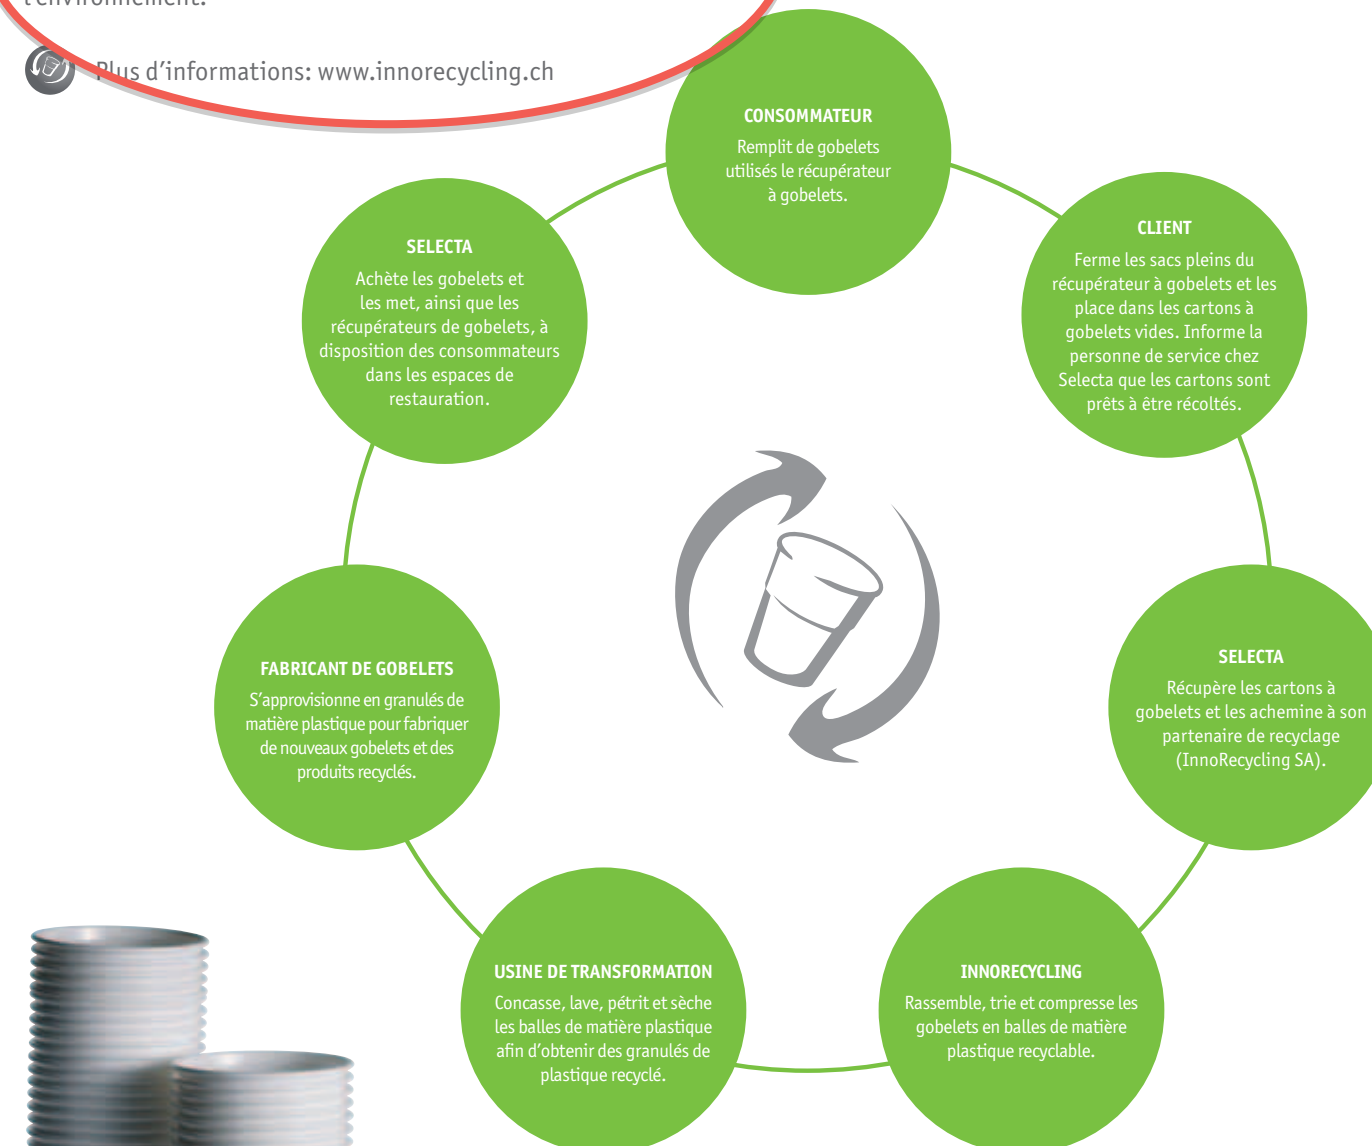 l'environnement.
Plus d'informations: www.innorecycling.ch
CONSOMMATEUR
Remplit de gobelets
utilisés le récupérateur
à gobelets.
CLIENT
Ferme les sacs pleins du
récupérateur à gobelets et les
place dans les cartons à
gobelets vides. Informe la
personne de service chez
Selecta que les cartons sont
prêts à être récoltés.
SELECTA
Récupère les cartons à
gobelets et les achemine à son
partenaire de recyclage
(InnoRecycling SA).
INNORECYCLING
Rassemble, trie et compresse les
gobelets en balles de matière
plastique recyclable.
USINE DE TRANSFORMATION
Concasse, lave, pétrit et sèche
les balles de matière plastique
afin d'obtenir des granulés de
plastique recyclé.
FABRICANT DE GOBELETS
S'approvisionne en granulés de
matière plastique pour fabriquer
de nouveaux gobelets et des
produits recyclés.
SELECTA
Achète les gobelets et
les met, ainsi que les
récupérateurs de gobelets, à
disposition des consommateurs
dans les espaces de
restauration.